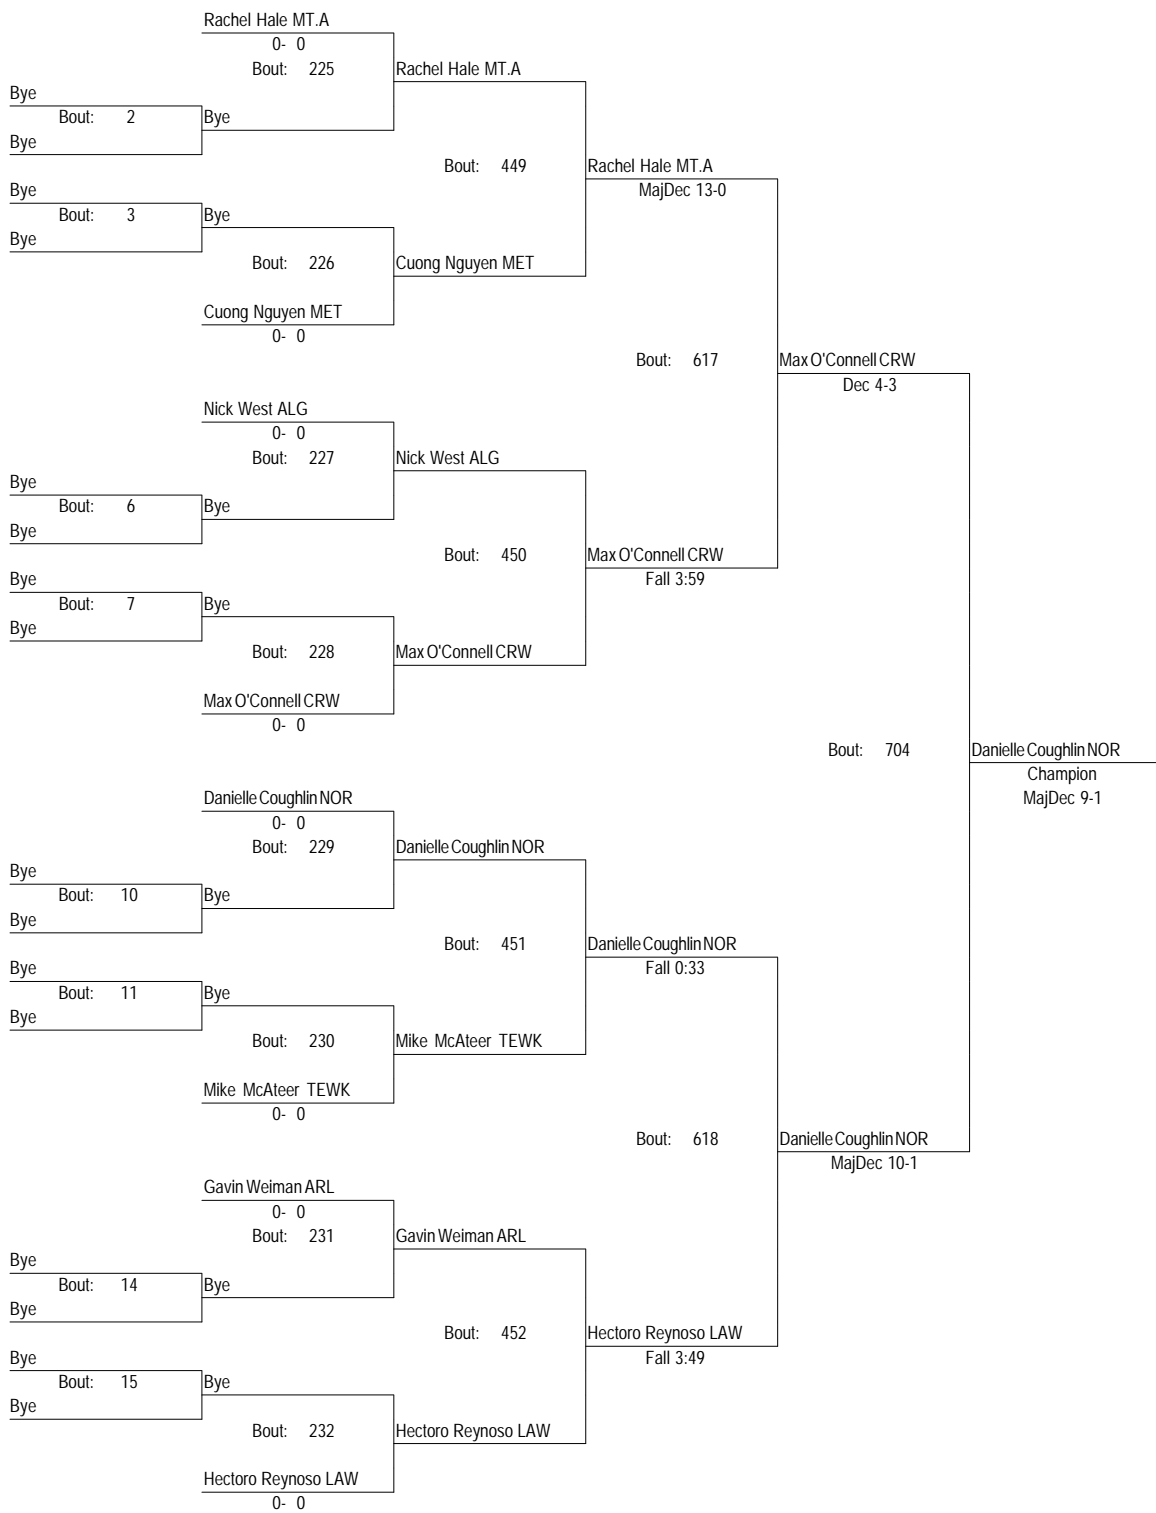 Rachel Hale MT.A
0- 0
Bout: 225
Rachel Hale MT.A
Bye
Bout: 2
Bye
Bye
Bout: 449
Rachel Hale MT.A
MajDec 13-0
Bye
Bout: 3
Bye
Bye
Bout: 226
Cuong Nguyen MET
Cuong Nguyen MET
0- 0
Bout: 617
Max O'Connell CRW
Dec 4-3
Nick West ALG
0- 0
Bout: 227
Nick West ALG
Bye
Bout: 6
Bye
Bye
Bout: 450
Max O'Connell CRW
Fall 3:59
Bye
Bout: 7
Bye
Bye
Bout: 228
Max O'Connell CRW
Max O'Connell CRW
0- 0
Bout: 704
Danielle Coughlin NOR
Champion
MajDec 9-1
Danielle Coughlin NOR
0- 0
Bout: 229
Danielle Coughlin NOR
Bye
Bout: 10
Bye
Bye
Bout: 451
Danielle Coughlin NOR
Fall 0:33
Bye
Bout: 11
Bye
Bye
Bout: 230
Mike McAteer TEWK
Mike McAteer TEWK
0- 0
Bout: 618
Danielle Coughlin NOR
MajDec 10-1
Gavin Weiman ARL
0- 0
Bout: 231
Gavin Weiman ARL
Bye
Bout: 14
Bye
Bye
Bout: 452
Hectoro Reynoso LAW
Fall 3:49
Bye
Bout: 15
Bye
Bye
Bout: 232
Hectoro Reynoso LAW
Hectoro Reynoso LAW
0- 0